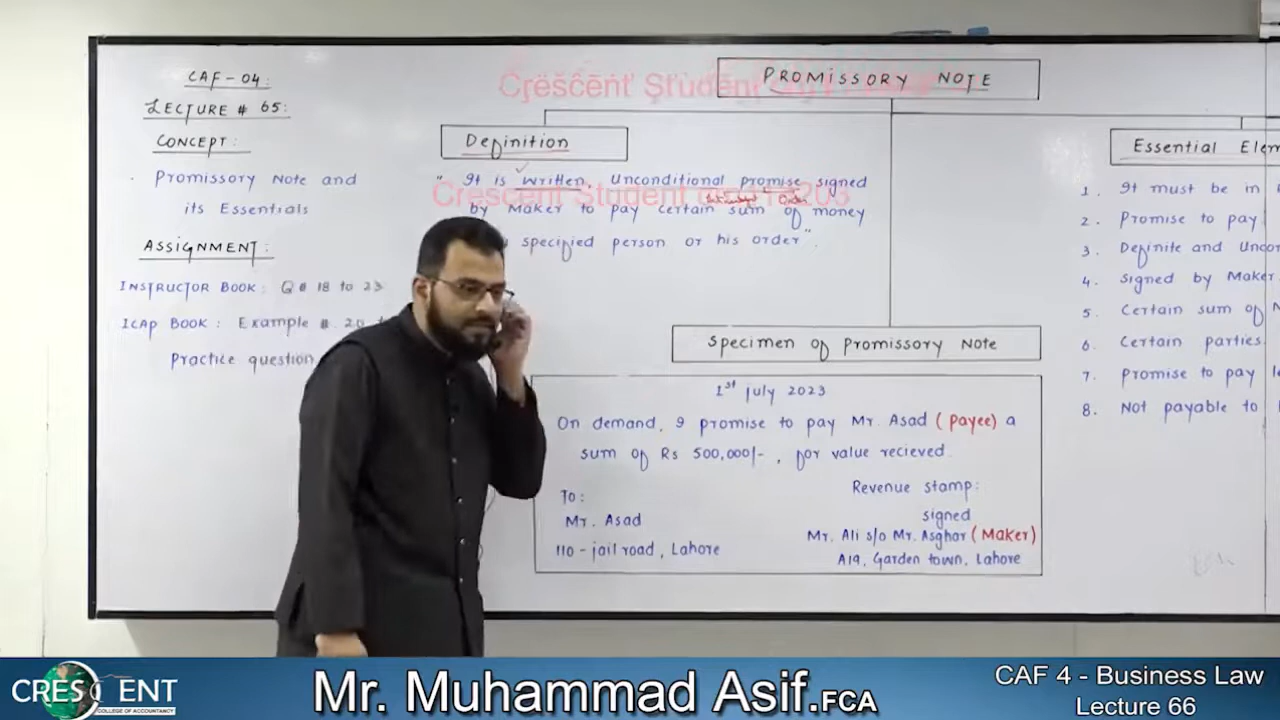 CAF-04:
LECTURE # 65:
CONCEPT:
Promissory Note and
its Essentials
ASSIGNMENT:
INSTRUCTOR BOOK: Q # 18 to 23
ICAP BOOK: Example #. 20
Practice question
PROMISSORY NOTE
Definition
" It is written, Unconditional promise signed
by Maker to pay certain sum of money
specified person or his order".
Specimen of Promissory Note
1st july 2023
On demand, I promise to pay Mr. Asad (Payee) a
sum of Rs 500,000/-, for value recieved.
To:
Mr. Asad
110-jail road, Lahore
Revenue stamp:
signed
Mr. Ali s/o Mr. Asghar (Maker)
A19, Garden town, Lahore
Essential Elem
1. It must be in
2. Promise to pay
3. Definite and Uncon
4. Signed by Maker
5. Certain sum of
6. Certain parties.
7. Promise to pay
8. Not payable to
Crescent Student
Crescent Student
CRESCENT
COLLEGE OF ACCOUNTANCY
Mr. Muhammad Asif.FCA
CAF 4 - Business Law
Lecture 66